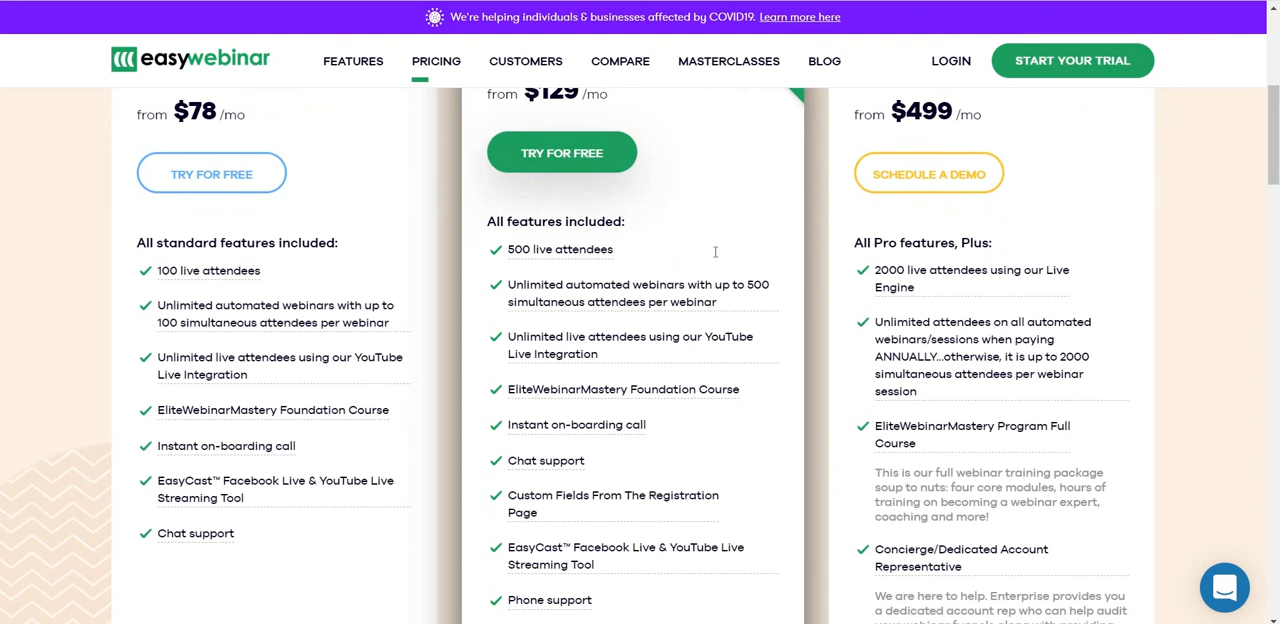 We're helping individuals & businesses affected by COVID19. Learn more here
easywebinar
FEATURES
PRICING
CUSTOMERS
COMPARE
MASTERCLASSES
BLOG
LOGIN
START YOUR TRIAL
from $78 /mo
TRY FOR FREE
All standard features included:
100 live attendees
Unlimited automated webinars with up to
100 simultaneous attendees per webinar
Unlimited live attendees using our YouTube
Live Integration
EliteWebinarMastery Foundation Course
Instant on-boarding call
EasyCast™ Facebook Live & YouTube Live
Streaming Tool
Chat support
from $129 /mo
TRY FOR FREE
All features included:
500 live attendees
Unlimited automated webinars with up to 500
simultaneous attendees per webinar
Unlimited live attendees using our YouTube
Live Integration
EliteWebinarMastery Foundation Course
Instant on-boarding call
Chat support
Custom Fields From The Registration
Page
EasyCast™ Facebook Live & YouTube Live
Streaming Tool
Phone support
from $499 /mo
SCHEDULE A DEMO
All Pro features, Plus:
2000 live attendees using our Live
Engine
Unlimited attendees on all automated
webinars/sessions when paying
ANNUALLY...otherwise, it is up to 2000
simultaneous attendees per webinar
session
EliteWebinarMastery Program Full
Course
This is our full webinar training package
soup to nuts: four core modules, hours of
training on becoming a webinar expert,
coaching and more!
Concierge/Dedicated Account
Representative
We are here to help. Enterprise provides you
a dedicated account rep who can help audit
your webinar funnels along with providing